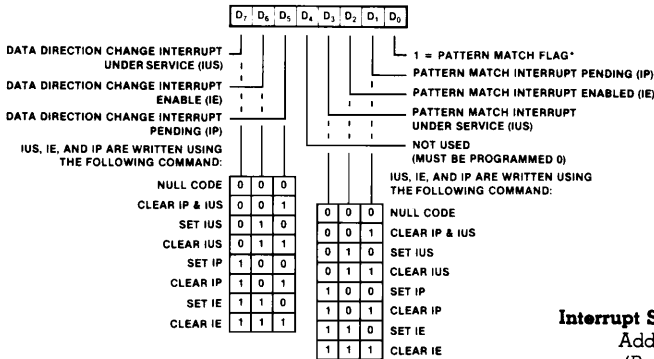 D7 D6 D5 D4 D3 D2 D1 D0
DATA DIRECTION CHANGE INTERRUPT
UNDER SERVICE (IUS)
DATA DIRECTION CHANGE INTERRUPT
ENABLE (IE)
DATA DIRECTION CHANGE INTERRUPT
PENDING (IP)
IUS, IE, AND IP ARE WRITTEN USING
THE FOLLOWING COMMAND:
NULL CODE 0 0 0
CLEAR IP & IUS 0 0 1
SET IUS 0 1 0
CLEAR IUS 0 1 1
SET IP 1 0 0
CLEAR IP 1 0 1
SET IE 1 1 0
CLEAR IE 1 1 1
1 = PATTERN MATCH FLAG*
PATTERN MATCH INTERRUPT PENDING (IP)
PATTERN MATCH INTERRUPT ENABLED (IE)
PATTERN MATCH INTERRUPT
UNDER SERVICE (IUS)
NOT USED
(MUST BE PROGRAMMED 0)
IUS, IE, AND IP ARE WRITTEN USING
THE FOLLOWING COMMAND:
0 0 0 NULL CODE
0 0 1 CLEAR IP & IUS
0 1 0 SET IUS
0 1 1 CLEAR IUS
1 0 0 SET IP
1 0 1 CLEAR IP
1 1 0 SET IE
1 1 1 CLEAR IE
Interrupt S
Add